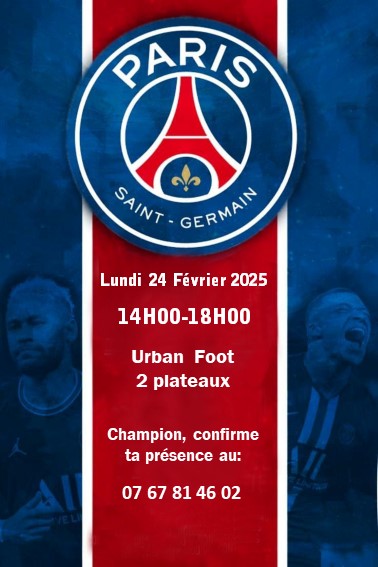 PARIS
SAINT-GERMAIN
Lundi 24 Février 2025
14H00-18H00
Urban Foot
2 plateaux
Champion, confirme
ta présence au:
07 67 81 46 02